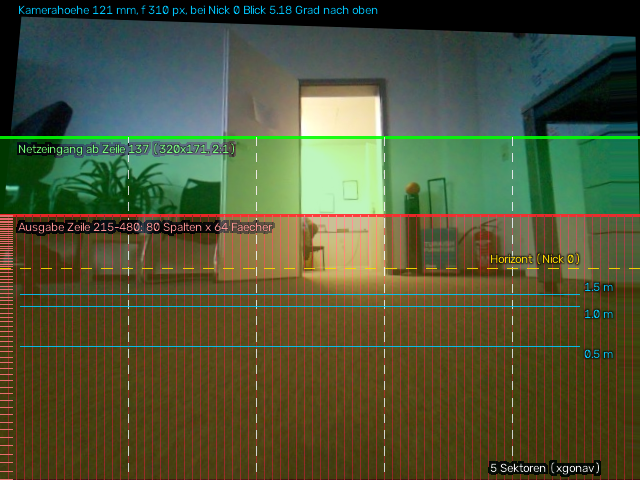 Kamerahoehe 121 mm, f 310 px, bei Nick 0 Blick 5.18 Grad nach oben
Netzeingang ab Zeile 137 (320x171, 2:1)
Ausgabe Zeile 215-480: 80 Spalten x 64 Faecher
Horizont (Nick 0)
1.5 m
1.0 m
0.5 m
5 Sektoren (xgonav)